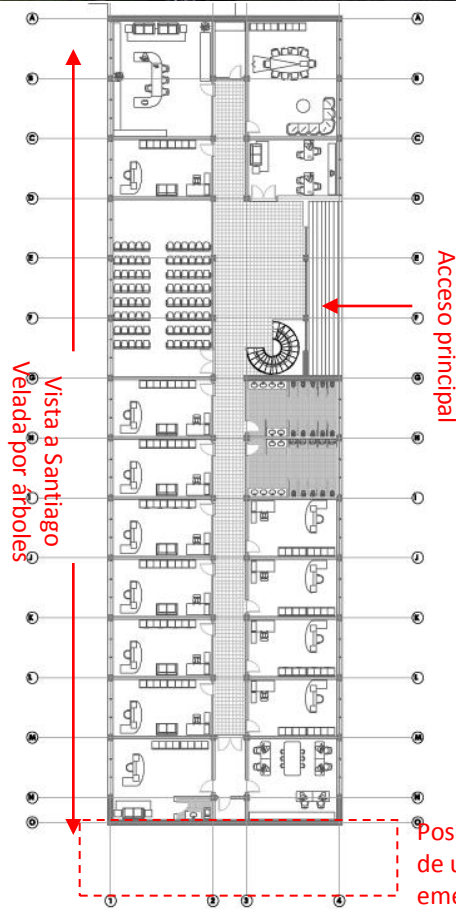 A A
B B
C C
D D
E E
F F
G G
H H
I I
J J
K K
L L
M M
N N
O O
1 2 3 4
Acceso principal
Vista a Santiago
Velada por árboles
Pos
de u
eme